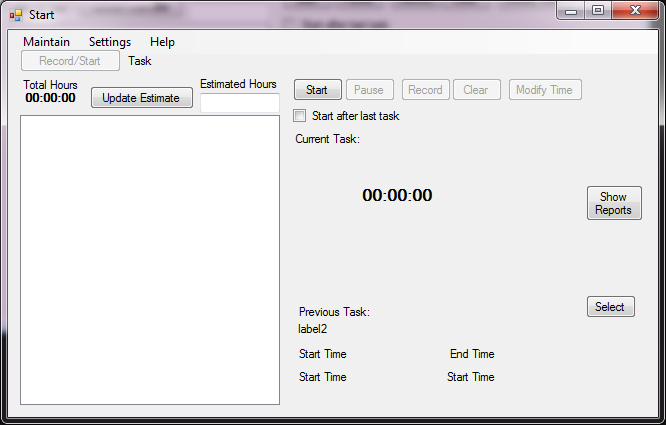 Start
Maintain Settings Help
Record/Start Task
Total Hours
00:00:00
Update Estimate
Estimated Hours
Start Pause Record Clear Modify Time
Start after last task
Current Task:
00:00:00
Show
Reports
Previous Task:
Select
label2
Start Time End Time
Start Time Start Time